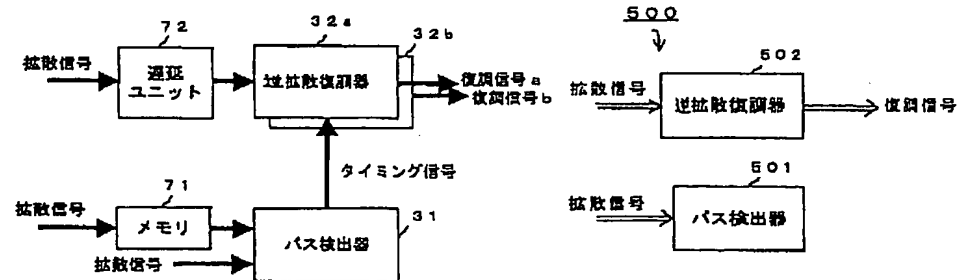 72
拡散信号
遅延
ユニット
32a
32b
逆拡散復調器
復調信号a
復調信号b
タイミング信号
71
拡散信号
メモリ
拡散信号
31
パス検出器
500
502
拡散信号
逆拡散復調器
復調信号
501
拡散信号
パス検出器